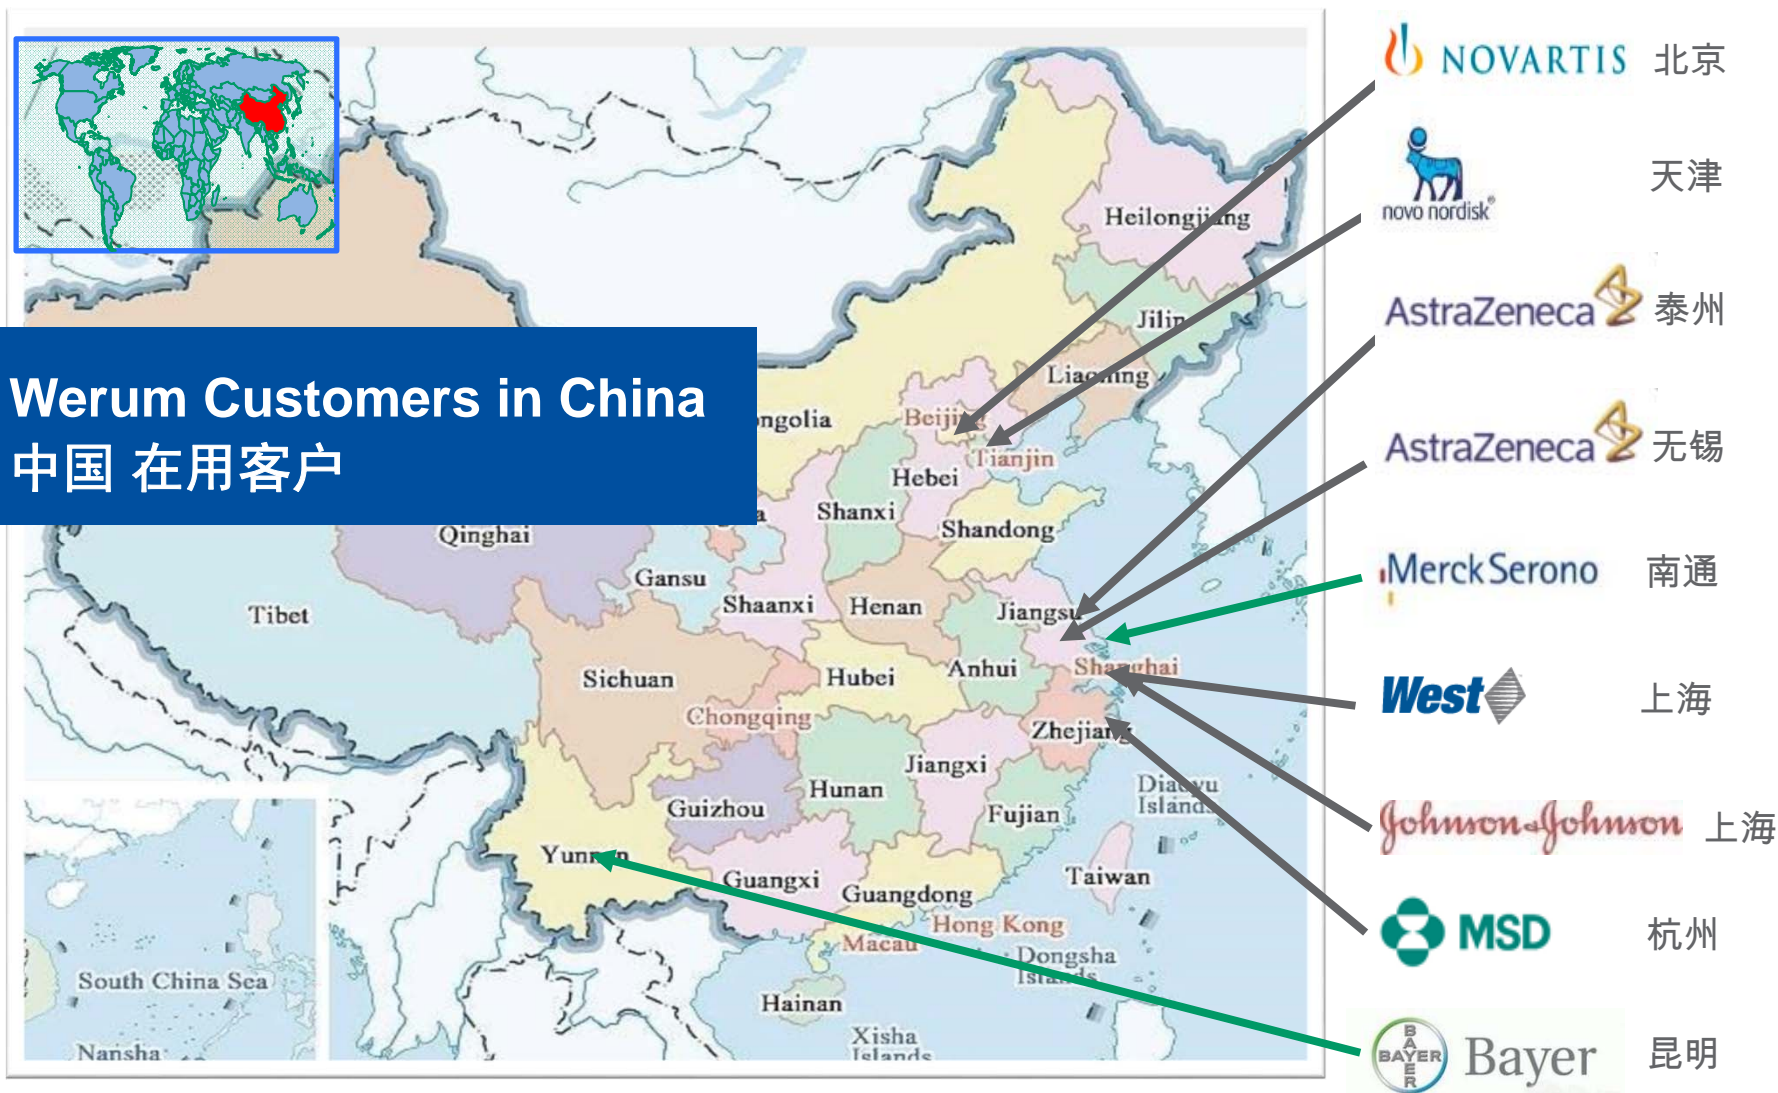 Werum Customers in China
中国 在用客户
Heilongjiang
Jilin
Liaoning
ngolia
Beijing
Tianjin
Hebei
Shanxi
Shandong
Qinghai
Gansu
Shaanxi
Henan
Jiangsu
Tibet
Sichuan
Hubei
Anhui
Shanghai
Chongqing
Zhejiang
Jiangxi
Hunan
Guizhou
Fujian
Diaoyu
Islands
Yunnan
Guangxi
Guangdong
Taiwan
Hong Kong
Macau
Dongsha
Islands
Hainan
Xisha
Islands
South China Sea
Nansha
NOVARTIS 北京
novo nordisk® 天津
AstraZeneca 泰州
AstraZeneca 无锡
Merck Serono 南通
West 上海
Johnson & Johnson 上海
MSD 杭州
BAYER BAYER Bayer 昆明